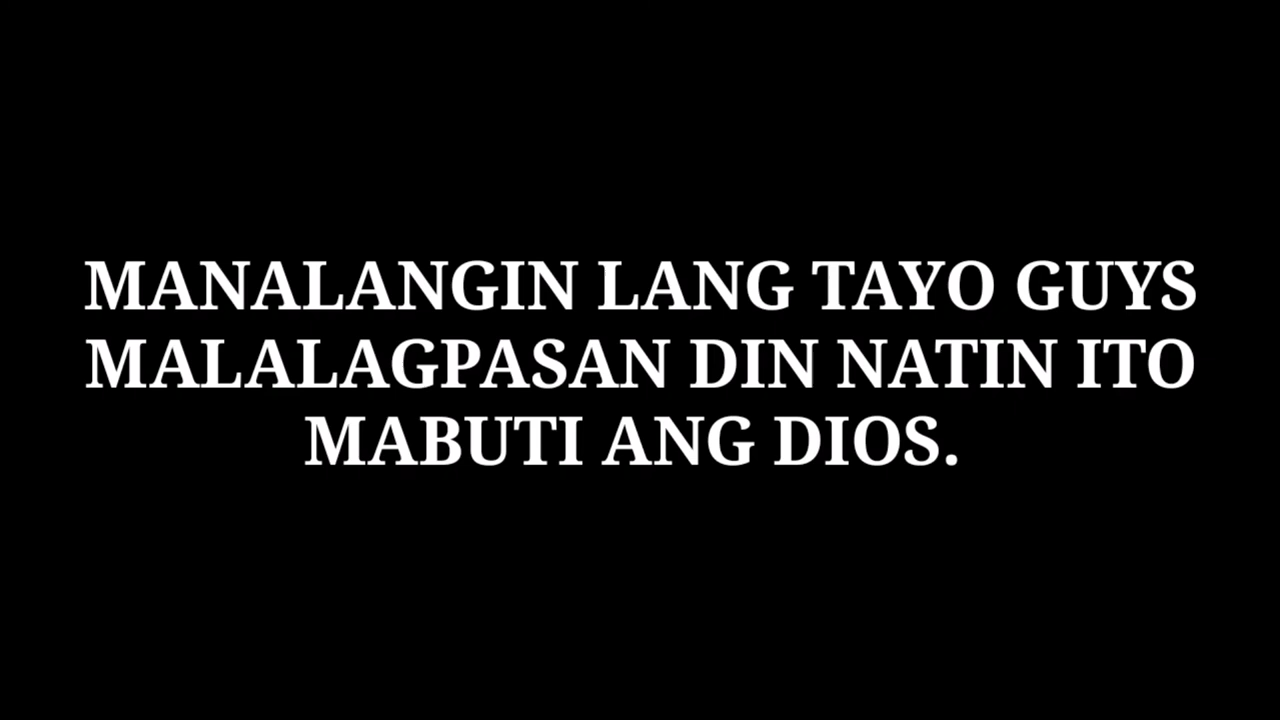 MANALANGIN LANG TAYO GUYS
MALALAGPASAN DIN NATIN ITO
MABUTI ANG DIOS.